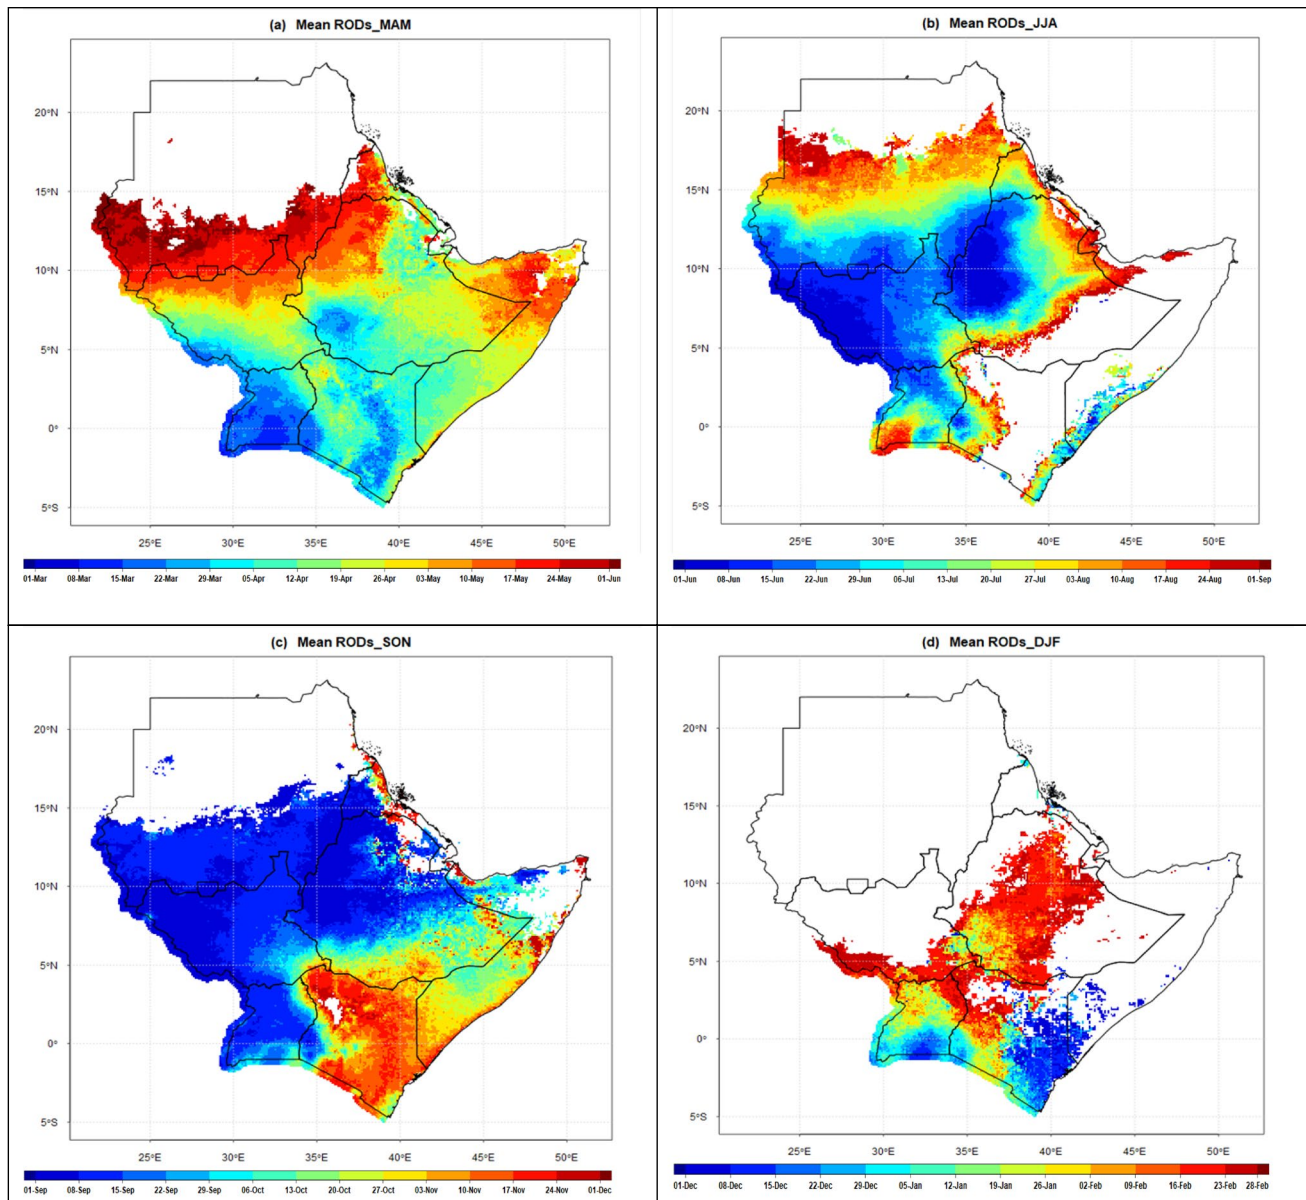 (a) Mean RODs_MAM
20°N
15°N
10°N
5°N
0°
5°S
25°E 30°E 35°E 40°E 45°E 50°E
01-Mar 08-Mar 15-Mar 22-Mar 29-Mar 05-Apr 12-Apr 19-Apr 26-Apr 03-May 10-May 17-May 24-May 01-Jun
(b) Mean RODs_JJA
20°N
15°N
10°N
5°N
0°
5°S
25°E 30°E 35°E 40°E 45°E 50°E
01-Jun 08-Jun 15-Jun 22-Jun 29-Jun 06-Jul 13-Jul 20-Jul 27-Jul 03-Aug 10-Aug 17-Aug 24-Aug 01-Sep
(c) Mean RODs_SON
20°N
15°N
10°N
5°N
0°
5°S
25°E 30°E 35°E 40°E 45°E 50°E
01-Sep 08-Sep 15-Sep 22-Sep 29-Sep 06-Oct 13-Oct 20-Oct 27-Oct 03-Nov 10-Nov 17-Nov 24-Nov 01-Dec
(d) Mean RODs_DJF
20°N
15°N
10°N
5°N
0°
5°S
25°E 30°E 35°E 40°E 45°E 50°E
01-Dec 08-Dec 15-Dec 22-Dec 29-Dec 05-Jan 12-Jan 19-Jan 26-Jan 02-Feb 09-Feb 16-Feb 23-Feb 28-Feb